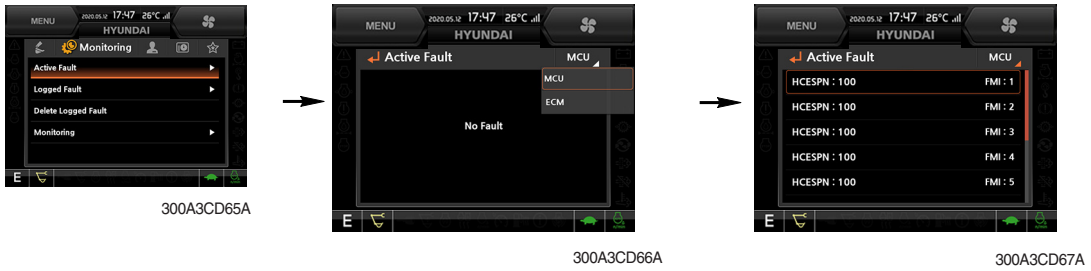 MENU
2020.05.12 17:47 26°C
HYUNDAI
Monitoring
Active Fault
Logged Fault
Delete Logged Fault
Monitoring
E
300A3CD65A
MENU
2020.05.12 17:47 26°C
HYUNDAI
Active Fault MCU
MCU
ECM
No Fault
E
300A3CD66A
MENU
2020.05.12 17:47 26°C
HYUNDAI
Active Fault MCU
HCESPN : 100 FMI : 1
HCESPN : 100 FMI : 2
HCESPN : 100 FMI : 3
HCESPN : 100 FMI : 4
HCESPN : 100 FMI : 5
E
300A3CD67A